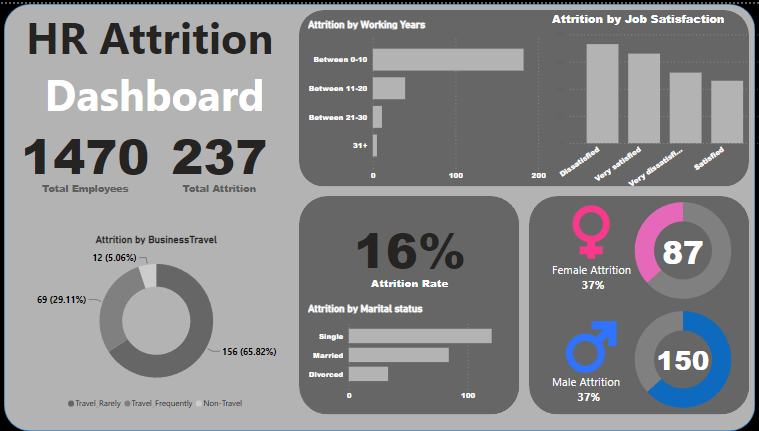 HR Attrition
Dashboard
1470
Total Employees
237
Total Attrition
Attrition by BusinessTravel
12 (5.06%)
69 (29.11%)
156 (65.82%)
Travel_Rarely Travel_Frequently Non-Travel
Attrition by Working Years
Between 0-10
Between 11-20
Between 21-30
31+
0 100 200
Attrition by Job Satisfaction
Dissatisfied
Very satisfied
Very dissatisfi...
Satisfied
16%
Attrition Rate
Attrition by Marital status
Single
Married
Divorced
0 100
Female Attrition
37%
87
Male Attrition
37%
150